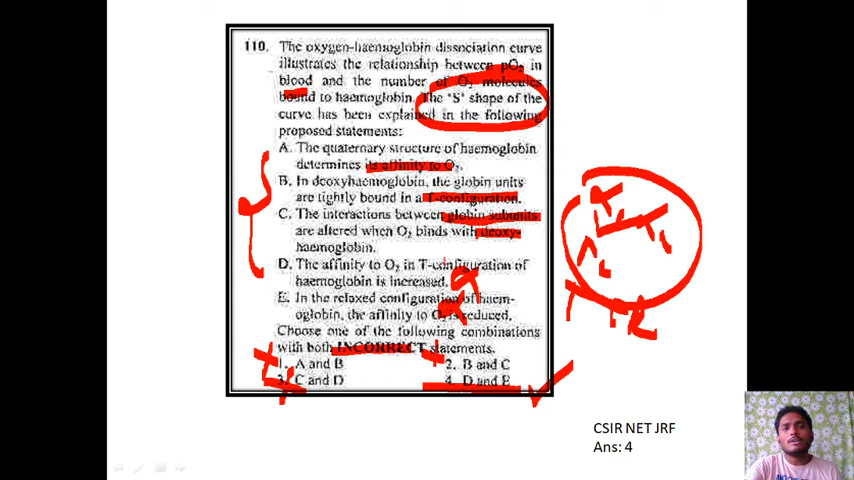 110. The oxygen-haemoglobin dissociation curve
illustrates the relationship between pO₂ in
blood and the number of O₂ molecules
bound to haemoglobin. The 'S' shape of the
curve has been explained in the following
proposed statements:
A. The quaternary structure of haemoglobin
determines its affinity to O₂.
B. In deoxyhaemoglobin, the globin units
are tightly bound in a T-configuration.
C. The interactions between globin subunits
are altered when O₂ binds with deoxy-
haemoglobin.
D. The affinity to O₂ in T-configuration of
haemoglobin is increased.
E. In the relaxed configuration of haem-
oglobin, the affinity to O₂ is reduced.
Choose one of the following combinations
with both INCORRECT statements.
1. A and B 2. B and C
3. C and D 4. D and E
CSIR NET JRF
Ans: 4